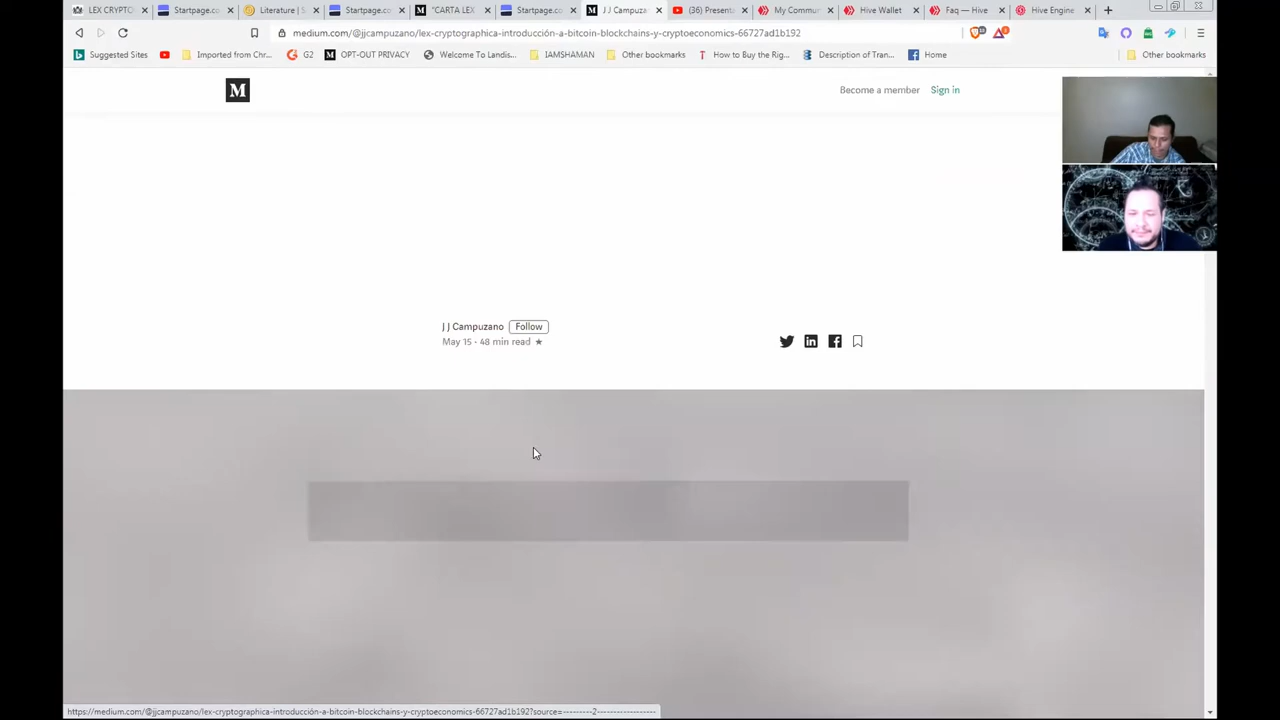 LEX CRYPTO
Startpage.co
Literature | S
Startpage.co
"CARTA LEX
Startpage.co
J J Campuza
(36) Presenta
My Commun
Hive Wallet
Faq — Hive
Hive Engine
medium.com/@jjcampuzano/lex-cryptographica-introducción-a-bitcoin-blockchains-y-cryptoeconomics-66727ad1b192
Suggested Sites
Imported from Chr...
G2
OPT-OUT PRIVACY
Welcome To Landis...
IAMSHAMAN
Other bookmarks
How to Buy the Rig...
Description of Tran...
Home
Other bookmarks
M
Become a member
Sign in
J J Campuzano
Follow
May 15 · 48 min read
https://medium.com/@jjcampuzano/lex-cryptographica-introducción-a-bitcoin-blockchains-y-cryptoeconomics-66727ad1b192?source=---------2------------------